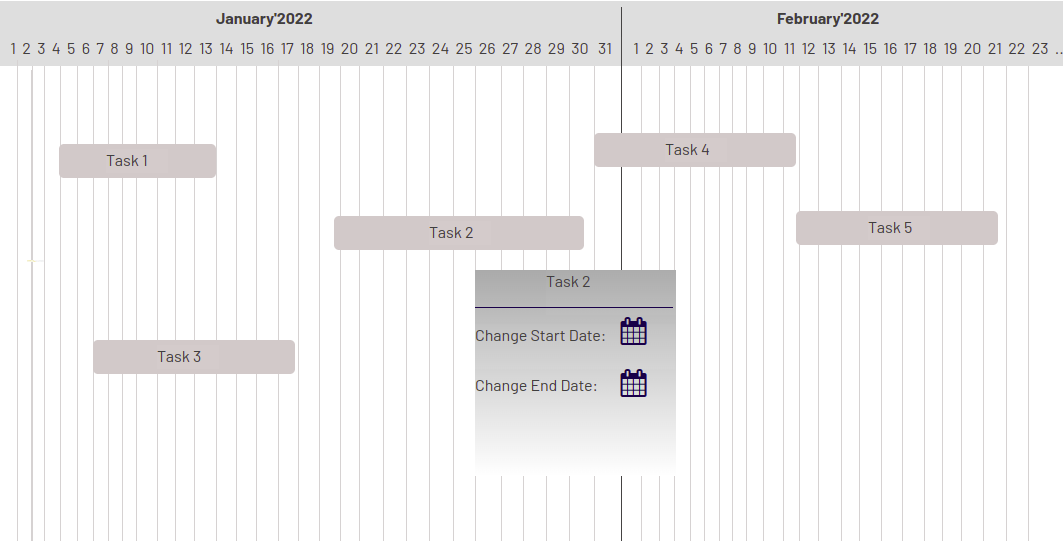 January'2022 February'2022
1 2 3 4 5 6 7 8 9 10 11 12 13 14 15 16 17 18 19 20 21 22 23 24 25 26 27 28 29 30 31 1 2 3 4 5 6 7 8 9 10 11 12 13 14 15 16 17 18 19 20 21 22 23 ..
Task 4
Task 1
Task 5
Task 2
Task 2
Change Start Date:
Task 3
Change End Date: